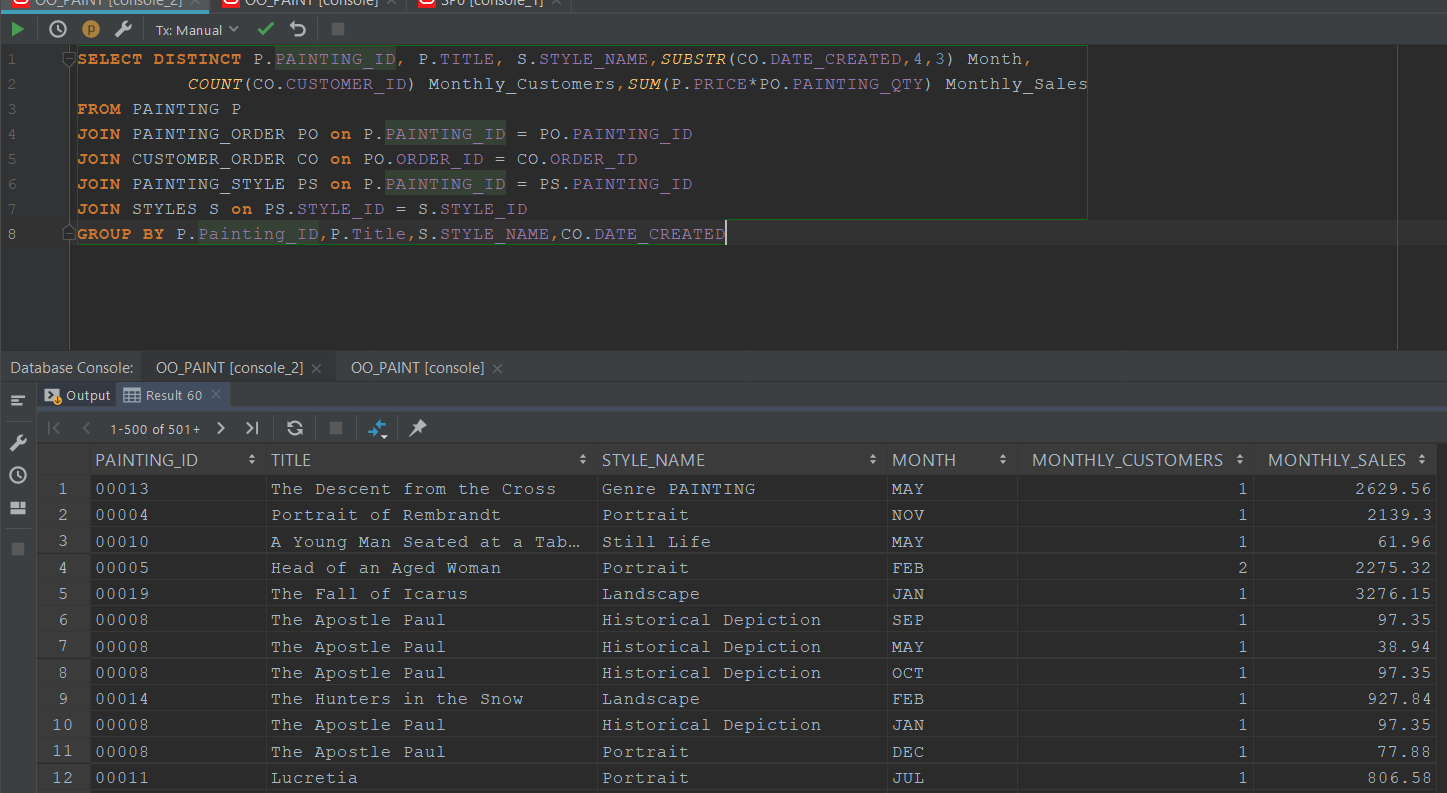 OO_PAINT [console_2] OO_PAINT [console] SP0 [console_1]
P Tx: Manual
1 SELECT DISTINCT P.PAINTING_ID, P.TITLE, S.STYLE_NAME,SUBSTR(CO.DATE_CREATED,4,3) Month,
2 COUNT(CO.CUSTOMER_ID) Monthly_Customers,SUM(P.PRICE*PO.PAINTING_QTY) Monthly_Sales
3 FROM PAINTING P
4 JOIN PAINTING_ORDER PO on P.PAINTING_ID = PO.PAINTING_ID
5 JOIN CUSTOMER_ORDER CO on PO.ORDER_ID = CO.ORDER_ID
6 JOIN PAINTING_STYLE PS on P.PAINTING_ID = PS.PAINTING_ID
7 JOIN STYLES S on PS.STYLE_ID = S.STYLE_ID
8 GROUP BY P.Painting_ID,P.Title,S.STYLE_NAME,CO.DATE_CREATED
Database Console: OO_PAINT [console_2] OO_PAINT [console]
Output Result 60
1-500 of 501+
PAINTING_ID TITLE STYLE_NAME MONTH MONTHLY_CUSTOMERS MONTHLY_SALES
1 00013 The Descent from the Cross Genre PAINTING MAY 1 2629.56
2 00004 Portrait of Rembrandt Portrait NOV 1 2139.3
3 00010 A Young Man Seated at a Tab… Still Life MAY 1 61.96
4 00005 Head of an Aged Woman Portrait FEB 2 2275.32
5 00019 The Fall of Icarus Landscape JAN 1 3276.15
6 00008 The Apostle Paul Historical Depiction SEP 1 97.35
7 00008 The Apostle Paul Historical Depiction MAY 1 38.94
8 00008 The Apostle Paul Historical Depiction OCT 1 97.35
9 00014 The Hunters in the Snow Landscape FEB 1 927.84
10 00008 The Apostle Paul Historical Depiction JAN 1 97.35
11 00008 The Apostle Paul Portrait DEC 1 77.88
12 00011 Lucretia Portrait JUL 1 806.58